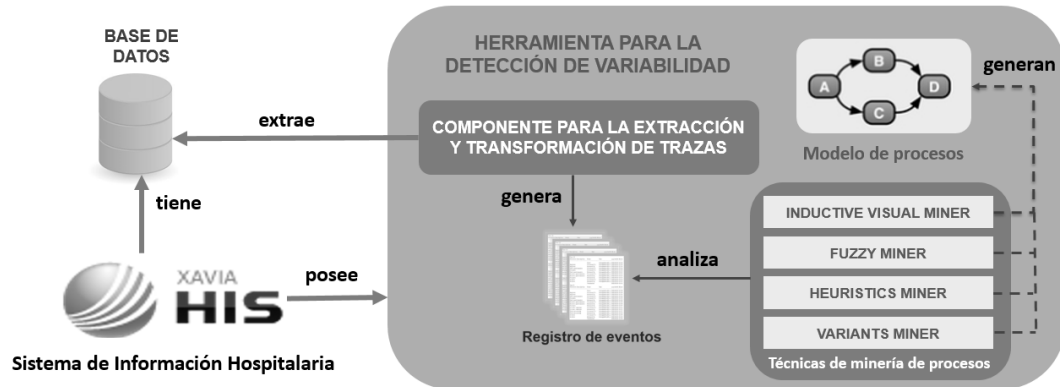 BASE DE
DATOS
HERRAMIENTA PARA LA
DETECCIÓN DE VARIABILIDAD
extrae
COMPONENTE PARA LA EXTRACCIÓN
Y TRANSFORMACIÓN DE TRAZAS
A
B
C
D
generan
Modelo de procesos
tiene
genera
XAVIA
HIS
posee
Sistema de Información Hospitalaria
Registro de eventos
analiza
INDUCTIVE VISUAL MINER
FUZZY MINER
HEURISTICS MINER
VARIANTS MINER
Técnicas de minería de procesos